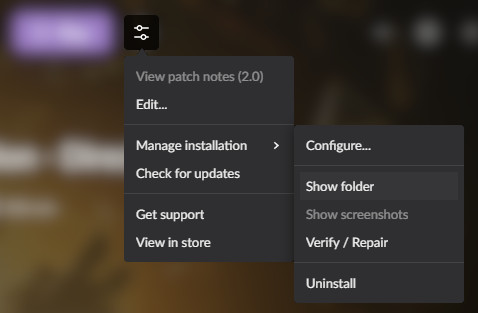 View patch notes (2.0)
Edit...
Manage installation
Check for updates
Get support
View in store
Configure...
Show folder
Show screenshots
Verify / Repair
Uninstall